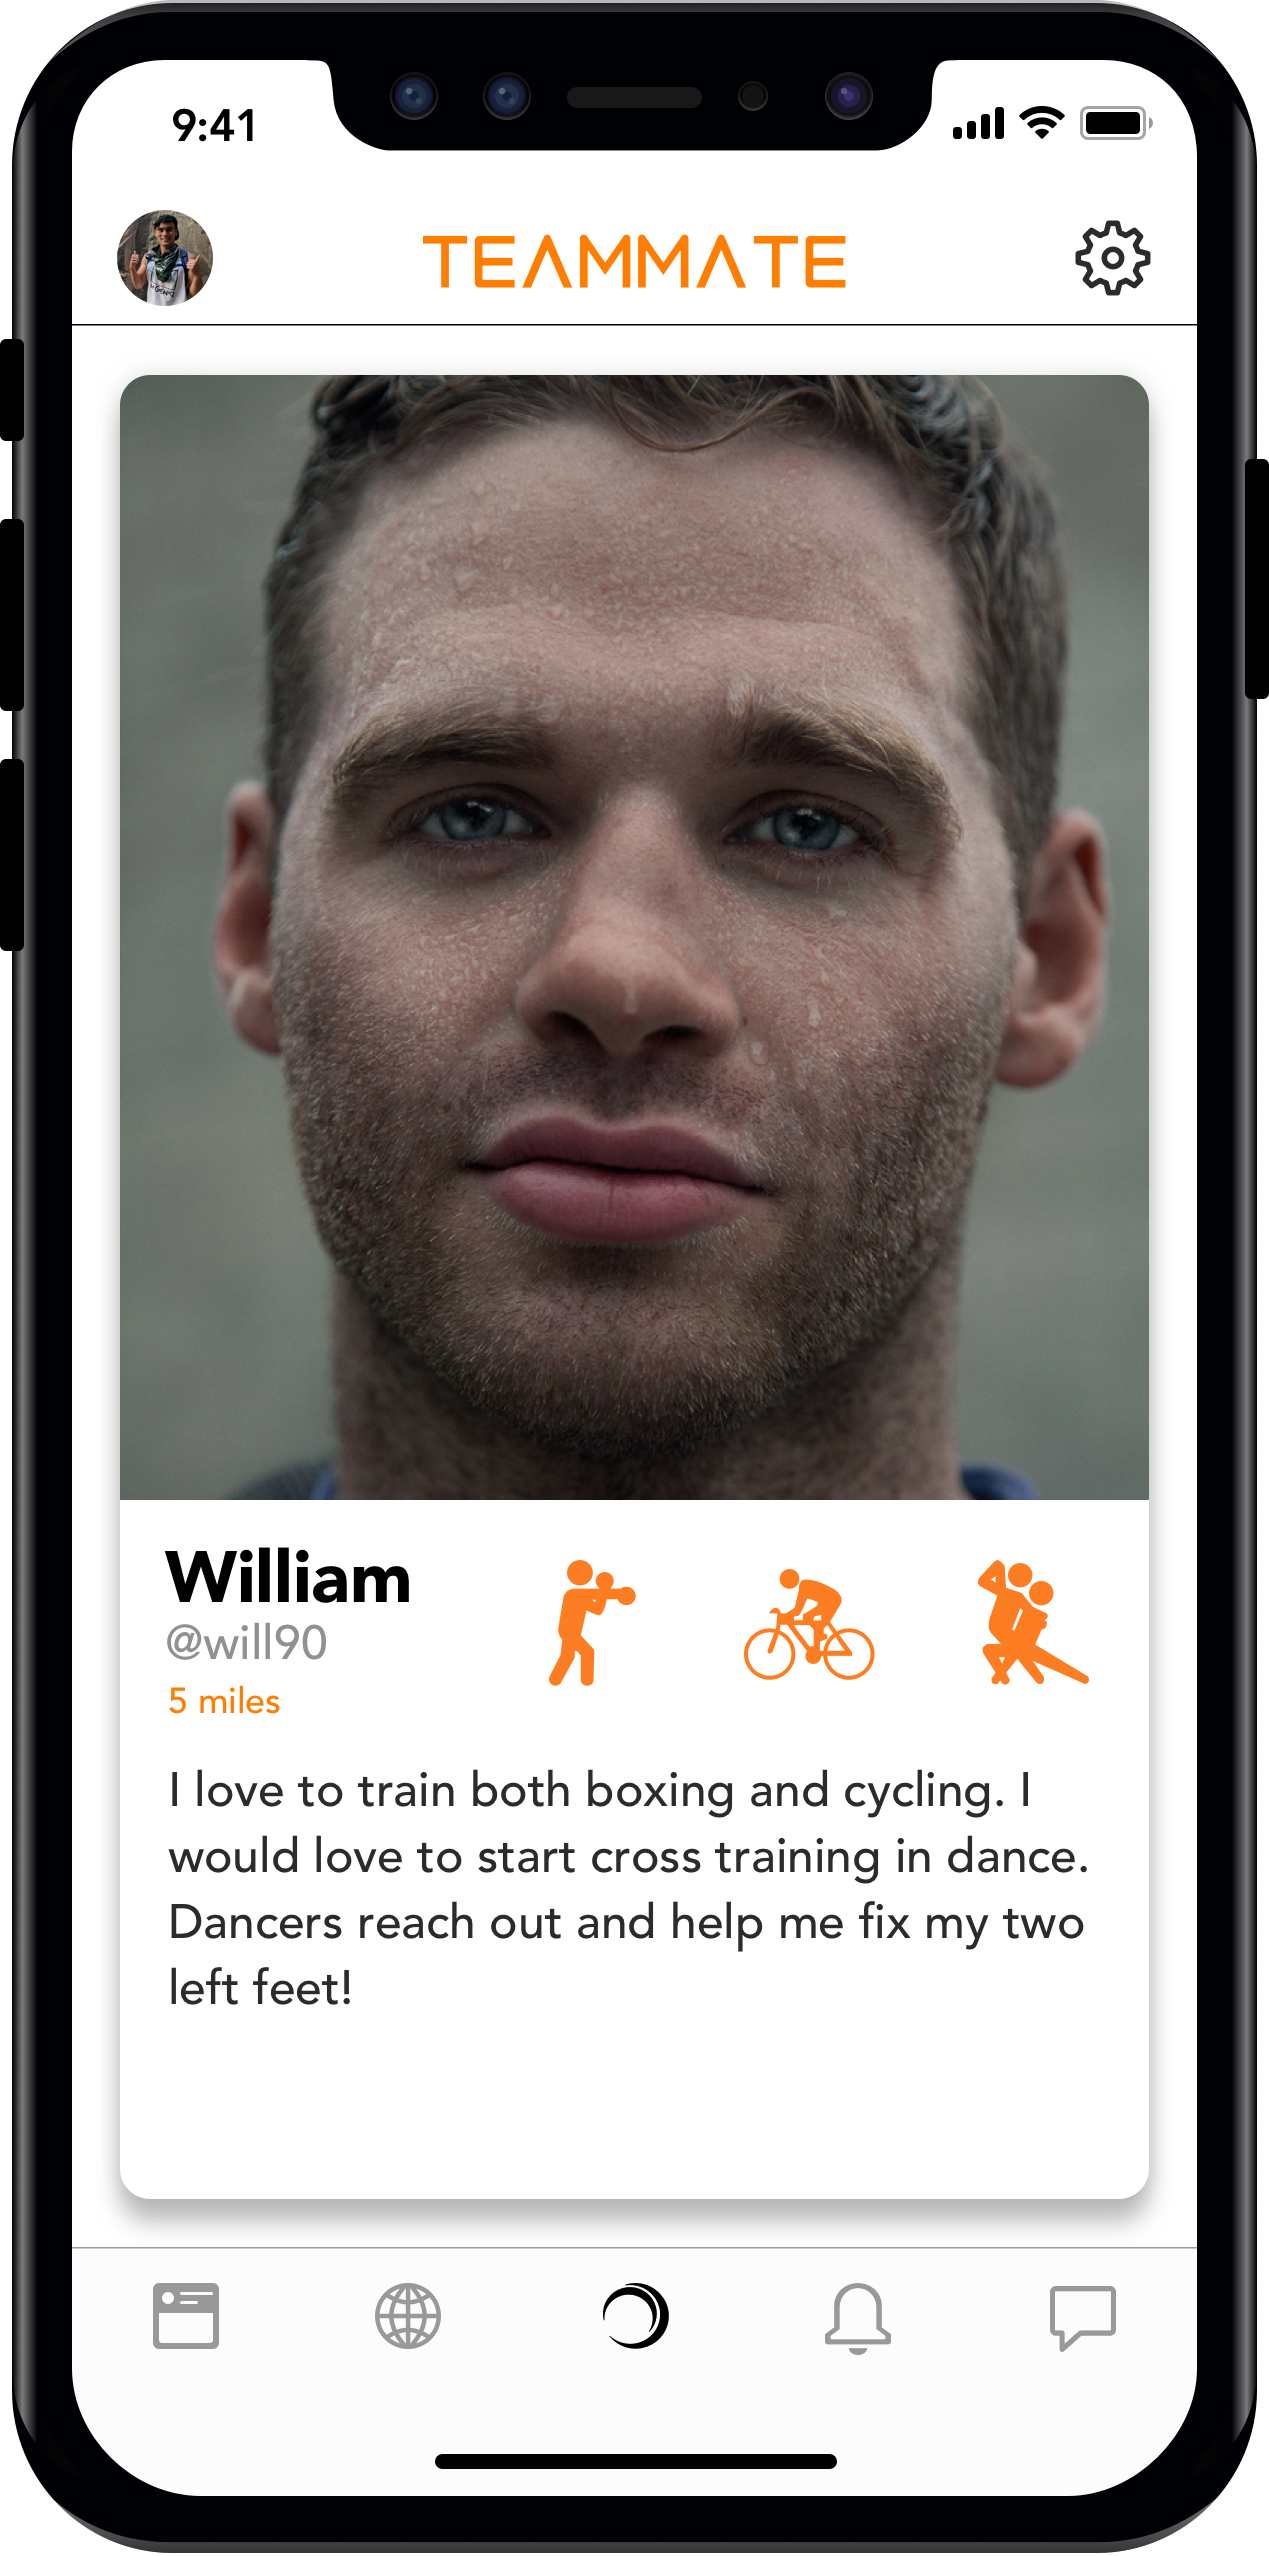 9:41
TEAMMATE
William
@will90
5 miles
I love to train both boxing and cycling. I
would love to start cross training in dance.
Dancers reach out and help me fix my two
left feet!